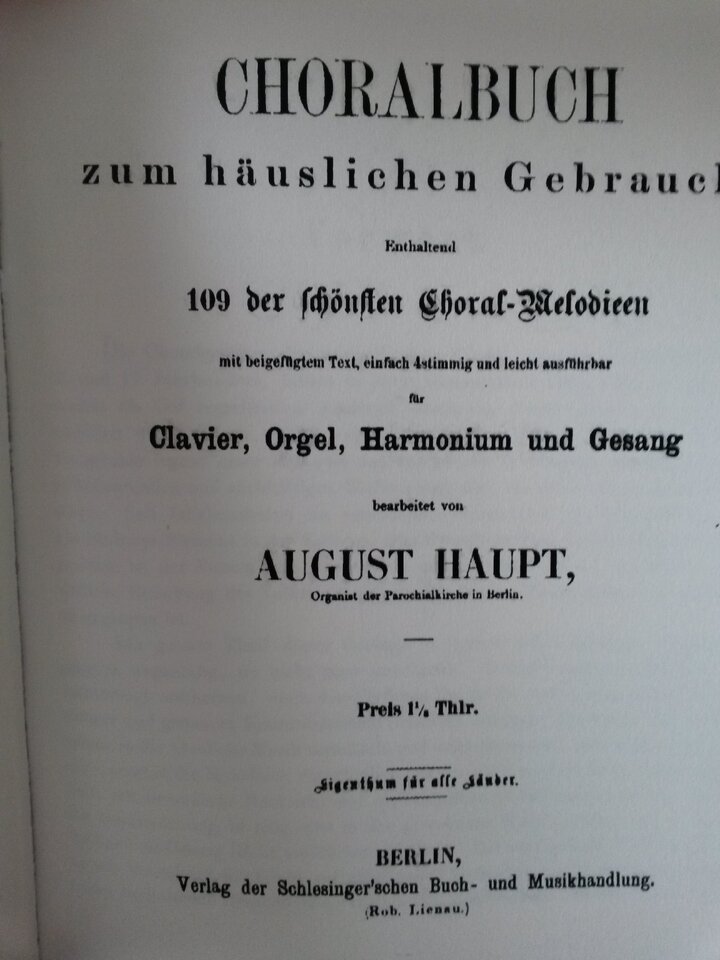 CHORALBUCH
zum häuslichen Gebrauch
Enthaltend
109 der schönsten Choral-Melodieen
mit beigefügtem Text, einfach 4stimmig und leicht ausführbar
für
Clavier, Orgel, Harmonium und Gesang
bearbeitet von
AUGUST HAUPT,
Organist der Parochialkirche in Berlin.
Preis 1⅙ Thlr.
Eigenthum für alle Länder.
BERLIN,
Verlag der Schlesinger'schen Buch- und Musikhandlung.
(Rob. Lienau.)